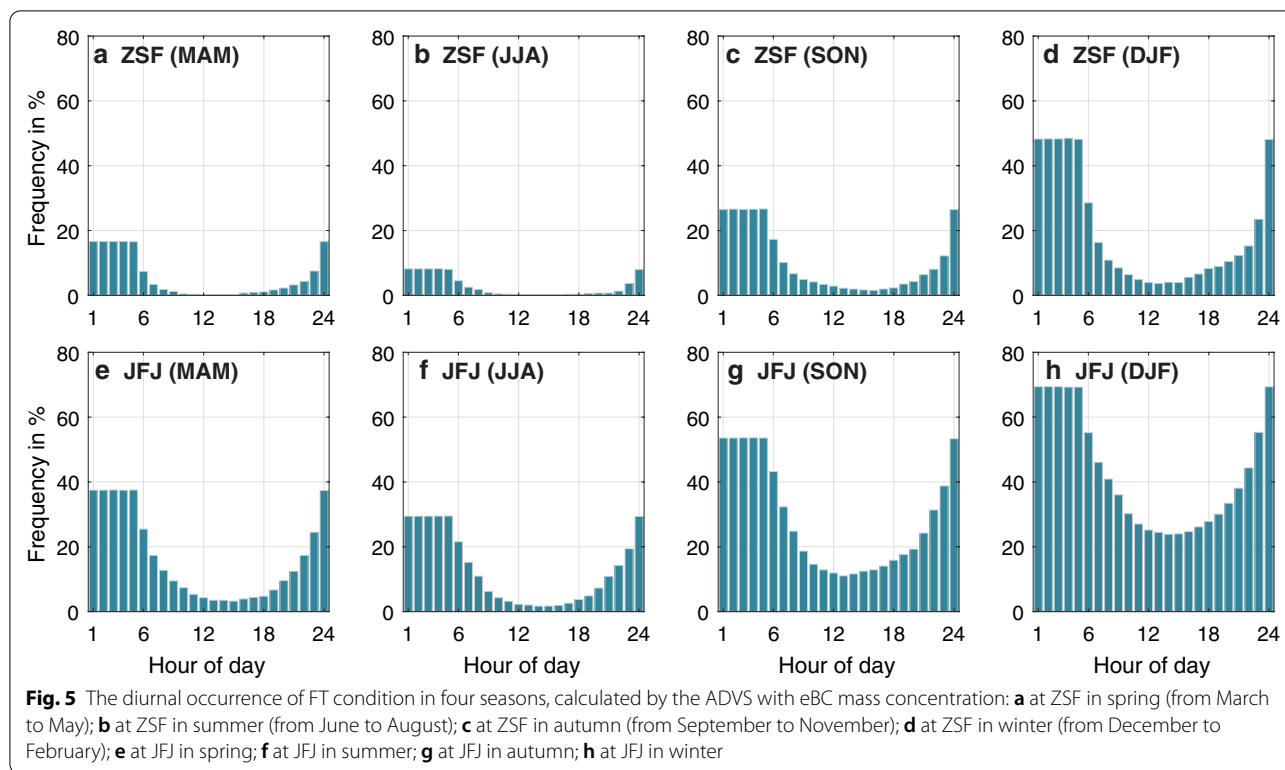 a ZSF (MAM)
b ZSF (JJA)
c ZSF (SON)
d ZSF (DJF)
Frequency in %
80
60
40
20
0
1 6 12 18 24
80
60
40
20
0
1 6 12 18 24
80
60
40
20
0
1 6 12 18 24
80
60
40
20
0
1 6 12 18 24
e JFJ (MAM)
f JFJ (JJA)
g JFJ (SON)
h JFJ (DJF)
Frequency in %
80
60
40
20
0
1 6 12 18 24
Hour of day
80
60
40
20
0
1 6 12 18 24
Hour of day
80
60
40
20
0
1 6 12 18 24
Hour of day
80
60
40
20
0
1 6 12 18 24
Hour of day
Fig. 5 The diurnal occurrence of FT condition in four seasons, calculated by the ADVS with eBC mass concentration: a at ZSF in spring (from March
to May); b at ZSF in summer (from June to August); c at ZSF in autumn (from September to November); d at ZSF in winter (from December to
February); e at JFJ in spring; f at JFJ in summer; g at JFJ in autumn; h at JFJ in winter